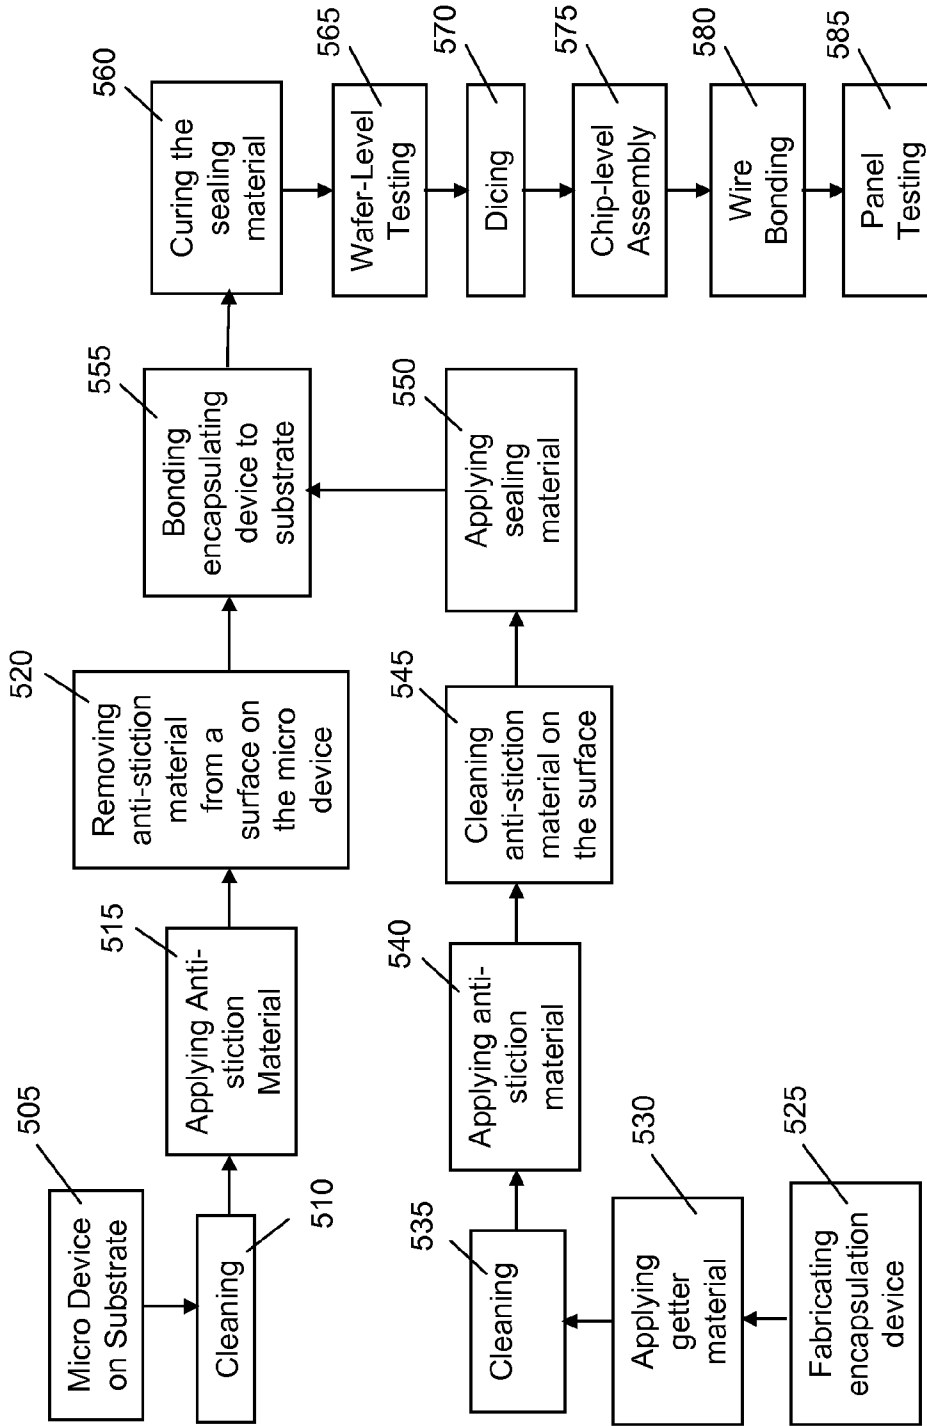 505
Micro Device
on Substrate
Cleaning
510
515
Applying Anti-
stiction
Material
520
Removing
anti-stiction
material
from a
surface on
the micro
device
525
Fabricating
encapsulation
device
530
Applying
getter
material
535
Cleaning
540
Applying anti-
stiction
material
545
Cleaning
anti-stiction
material on
the surface
550
Applying
sealing
material
555
Bonding
encapsulating
device to
substrate
560
Curing the
sealing
material
565
Wafer-Level
Testing
570
Dicing
575
Chip-level
Assembly
580
Wire
Bonding
585
Panel
Testing